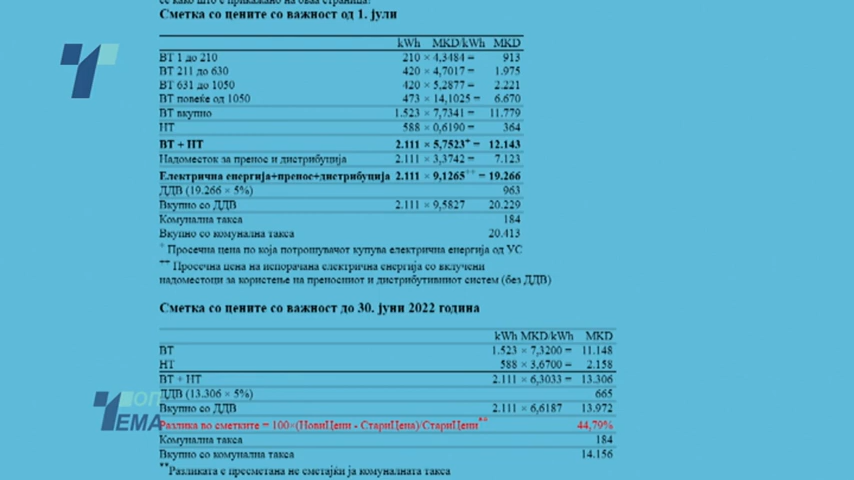 се како што е прикажано на оваа страница:
Сметка со цените со важност од 1. јули
kWh MKD/kWh MKD
ВТ 1 до 210 210 × 4,3484 = 913
ВТ 211 до 630 420 × 4,7017 = 1.975
ВТ 631 до 1050 420 × 5,2877 = 2.221
ВТ повеќе од 1050 473 × 14,1025 = 6.670
ВТ вкупно 1.523 × 7,7341 = 11.779
НТ 588 × 0,6190 = 364
ВТ + НТ 2.111 × 5,7523* = 12.143
Надоместок за пренос и дистрибуција 2.111 × 3,3742 = 7.123
Електрична енергија+пренос+дистрибуција 2.111 × 9,1265** = 19.266
ДДВ (19.266 × 5%) 963
Вкупно со ДДВ 2.111 × 9,5827 20.229
Комунална такса 184
Вкупно со комунална такса 20.413
* Просечна цена по која потрошувачот купува електрична енергија од УС
** Просечна цена на испорачана електрична енергија со вклучени
надоместоци за користење на преносниот и дистрибутивниот систем (без ДДВ)
Сметка со цените со важност до 30. јуни 2022 година
kWh MKD/kWh MKD
ВТ 1.523 × 7,3200 = 11.148
НТ 588 × 3,6700 = 2.158
ВТ + НТ 2.111 × 6,3033 = 13.306
ДДВ (13.306 × 5%) 665
Вкупно со ДДВ 2.111 × 6,6187 13.972
Разлика во сметките = 100×(НовиЦени - СтариЦена)/СтариЦени** 44,79%
Комунална такса 184
Вкупно со комунална такса 14.156
**Разликата е пресметана не сметајќи ја комуналната такса
ТОП
ТЕМА